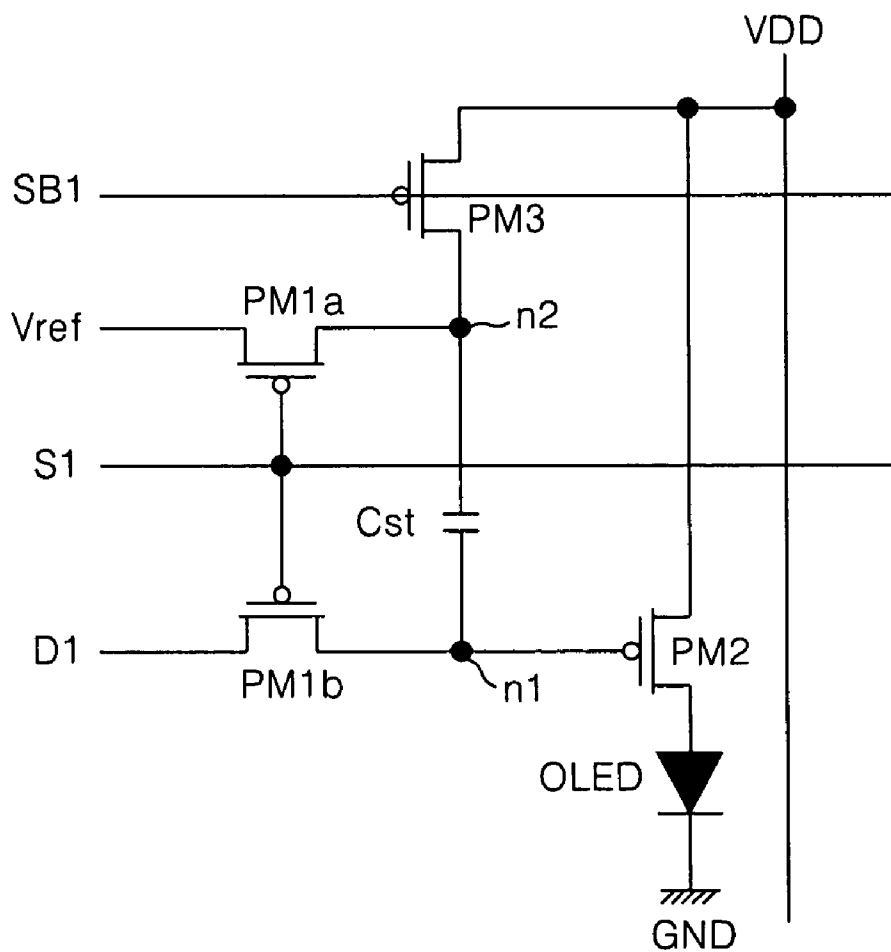 VDD
SB1
PM3
PM1a
Vref
n2
S1
Cst
D1
PM2
PM1b
n1
OLED
GND